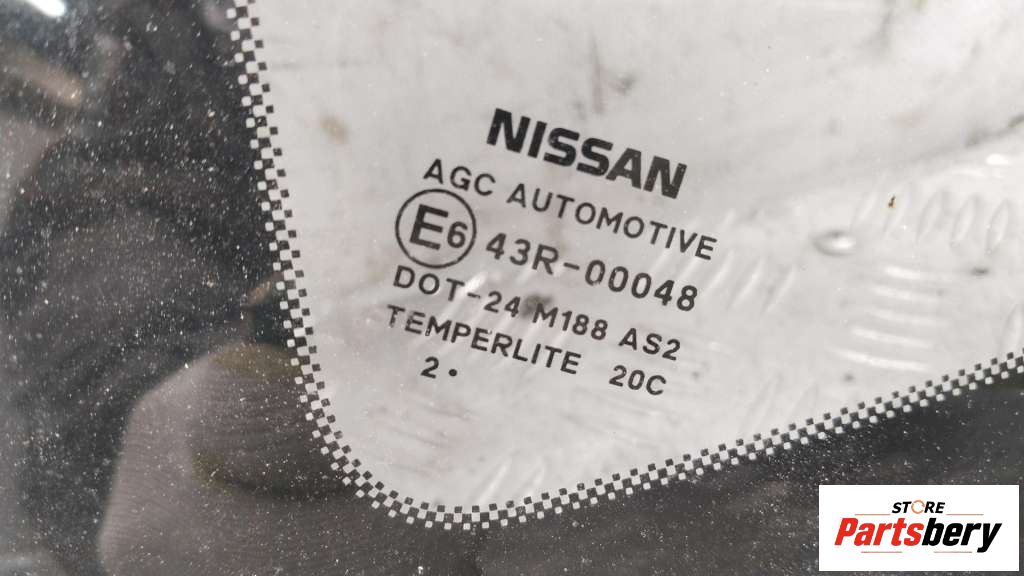 NISSAN
AGC AUTOMOTIVE
E6 43R-00048
DOT-24 M188 AS2
TEMPERLITE 20C
2•
STORE
Partsbery